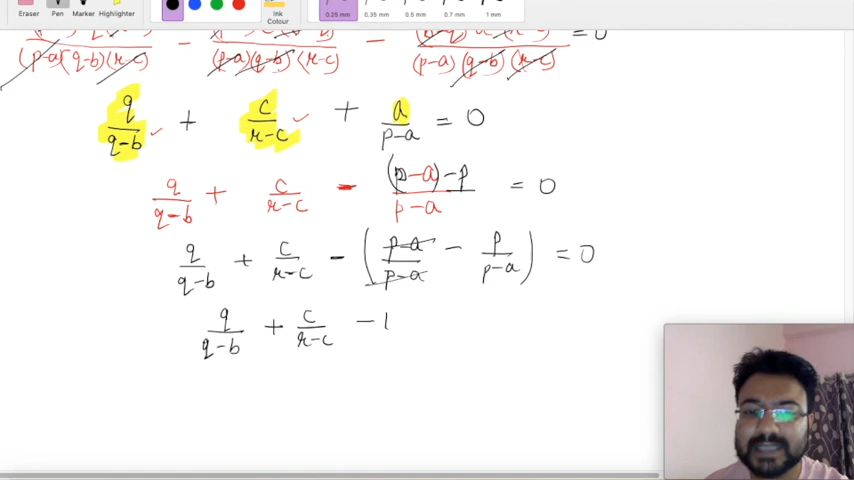 Eraser Pen Marker Highlighter Ink Colour 0.25 mm 0.35 mm 0.5 mm 0.7 mm 1 mm
(p-a)(q-b)(r-c) - (p-a)(q-b)(r-c) - (p-a)(q-b)(r-c) = 0
q/(q-b) + c/(r-c) + a/(p-a) = 0
q/(q-b) + c/(r-c) - ((p-a)-p)/(p-a) = 0
q/(q-b) + c/(r-c) - ((p-a)/(p-a) - p/(p-a)) = 0
q/(q-b) + c/(r-c) - 1